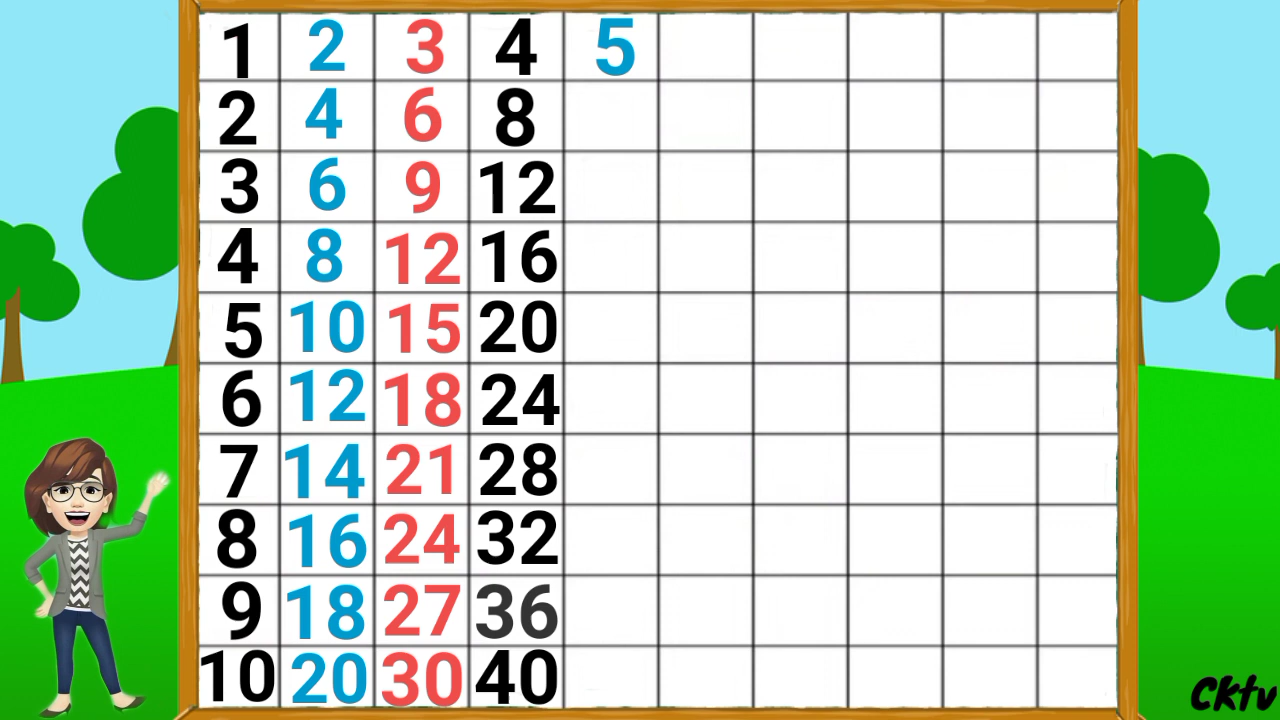 1 2 3 4 5
2 4 6 8
3 6 9 12
4 8 12 16
5 10 15 20
6 12 18 24
7 14 21 28
8 16 24 32
9 18 27 36
10 20 30 40
Cktv